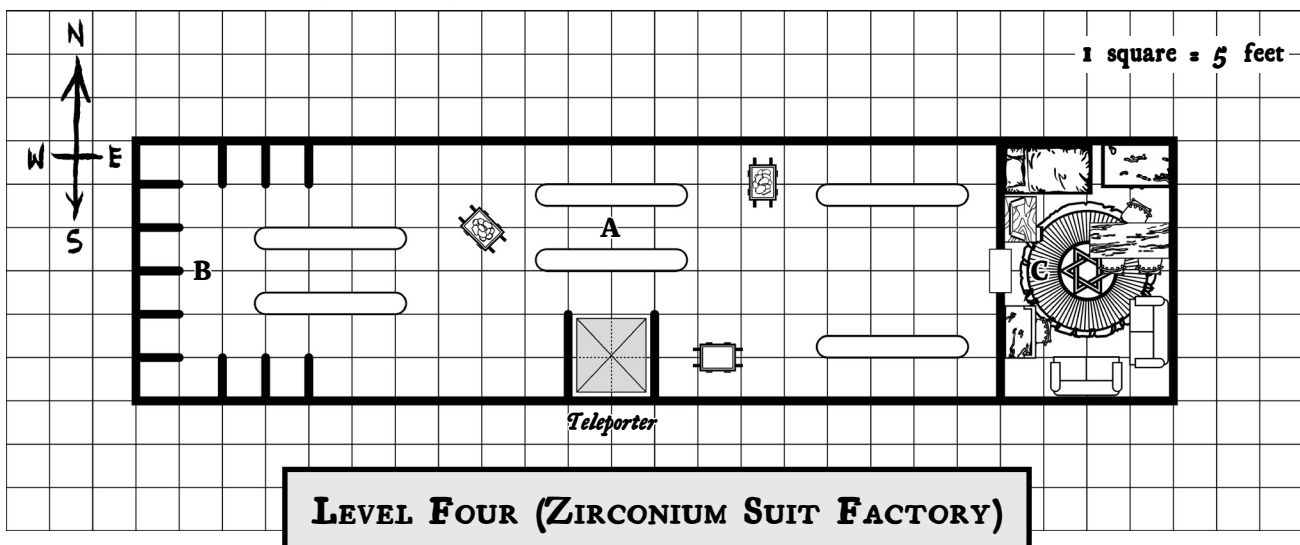 N
1 square = 5 feet
W E
S
A
B
C
Teleporter
LEVEL FOUR (ZIRCONIUM SUIT FACTORY)